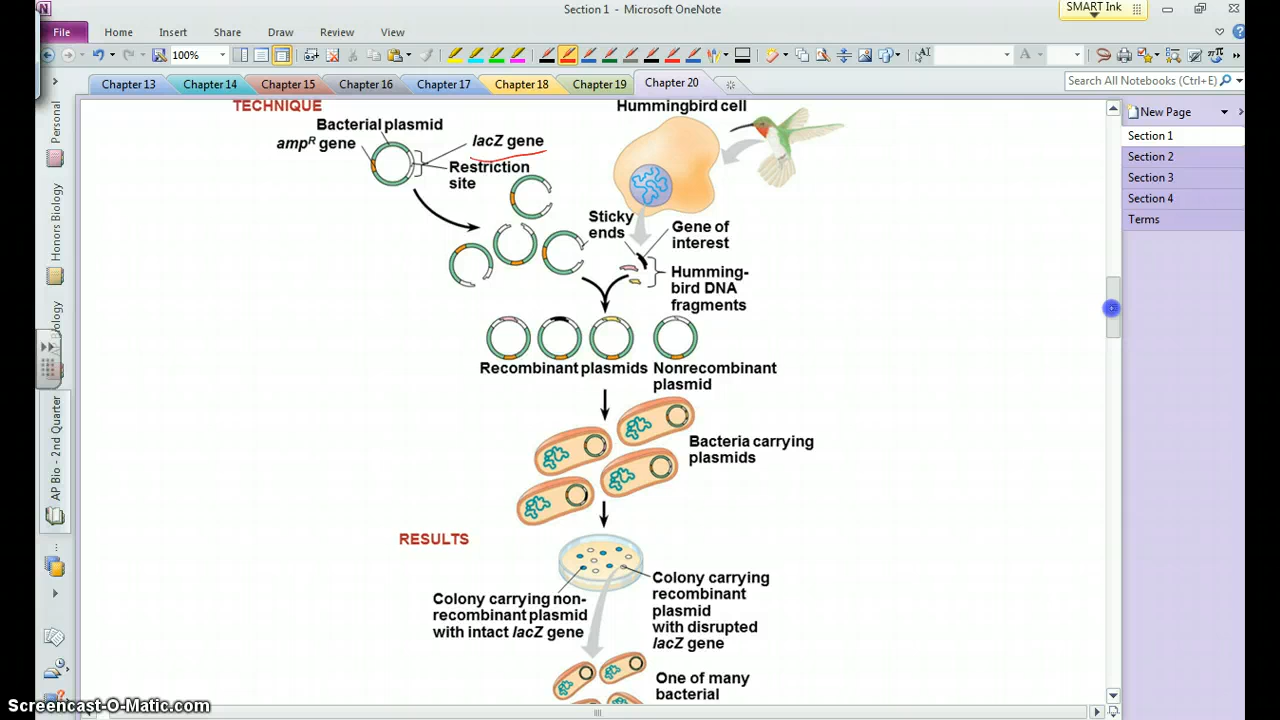 Section 1 - Microsoft OneNote
SMART Ink
File
Home
Insert
Share
Draw
Review
View
100%
Chapter 13
Chapter 14
Chapter 15
Chapter 16
Chapter 17
Chapter 18
Chapter 19
Chapter 20
Search All Notebooks (Ctrl+E)
New Page
Section 1
Section 2
Section 3
Section 4
Terms
Personal
Honors Biology
Biology
AP Bio - 2nd Quarter
TECHNIQUE
Bacterial plasmid
ampR gene
lacZ gene
Restriction
site
Hummingbird cell
Sticky
ends
Gene of
interest
Humming-
bird DNA
fragments
Recombinant plasmids
Nonrecombinant
plasmid
Bacteria carrying
plasmids
RESULTS
Colony carrying non-
recombinant plasmid
with intact lacZ gene
Colony carrying
recombinant
plasmid
with disrupted
lacZ gene
One of many
bacterial
Screencast-O-Matic.com